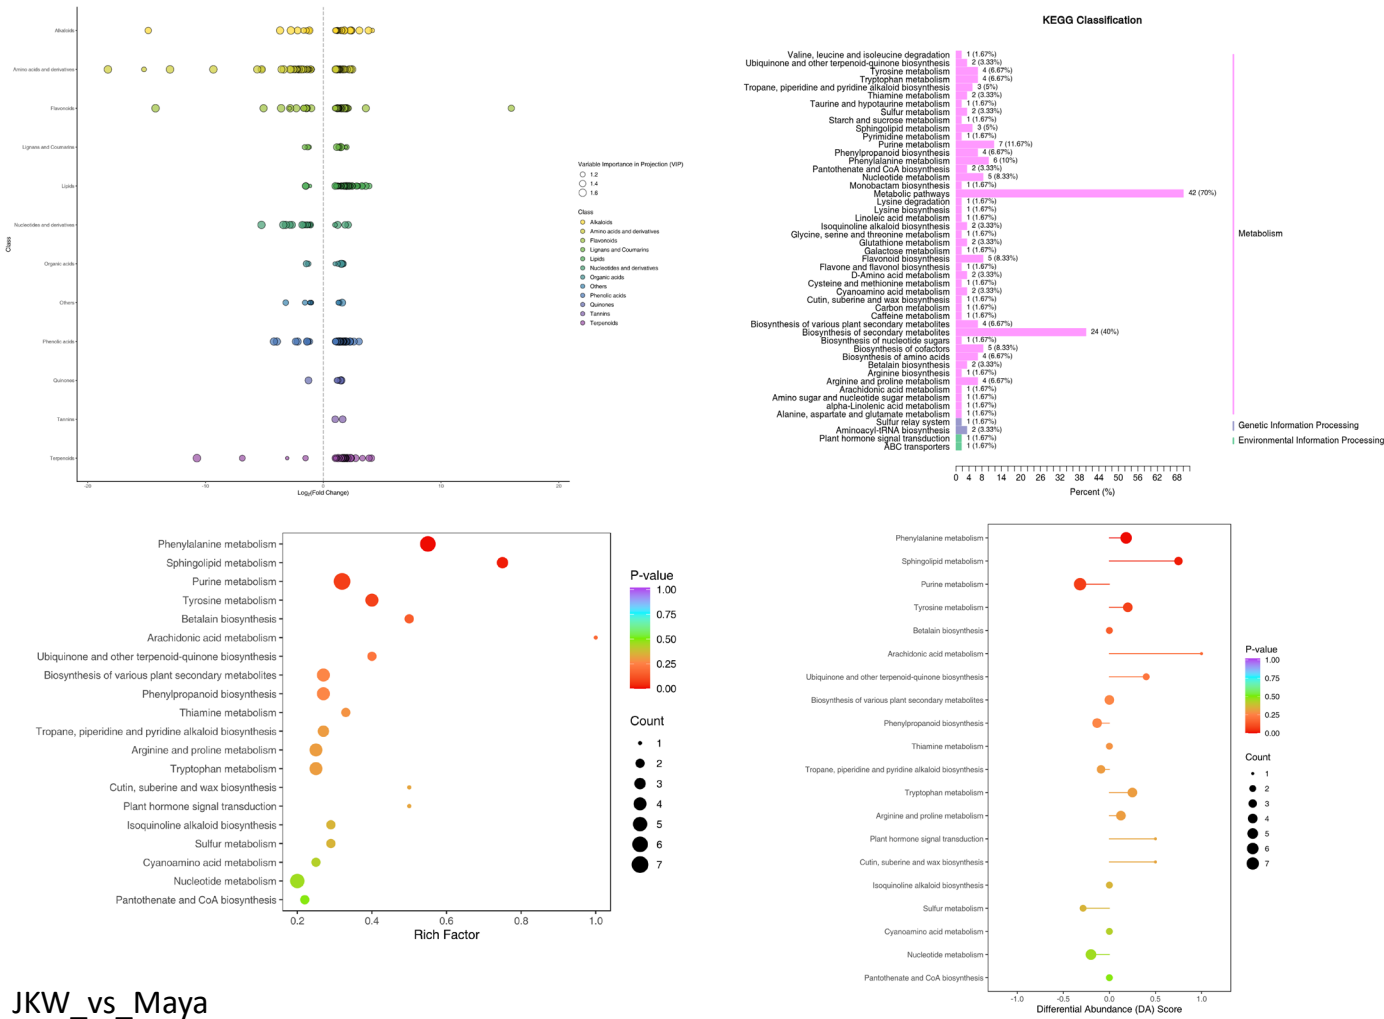 Alkaloids
Amino acids and derivatives
Flavonoids
Lignans and Coumarins
Lipids
Nucleotides and derivatives
Organic acids
Others
Phenolic acids
Quinones
Tannins
Terpenoids
Class
-20 -10 0 10 20
Log2(Fold Change)
Variable Importance in Projection (VIP)
1.2
1.4
1.6
Class
Alkaloids
Amino acids and derivatives
Flavonoids
Lignans and Coumarins
Lipids
Nucleotides and derivatives
Organic acids
Others
Phenolic acids
Quinones
Tannins
Terpenoids
KEGG Classification
Valine, leucine and isoleucine degradation 1 (1.67%)
Ubiquinone and other terpenoid-quinone biosynthesis 2 (3.33%)
Tyrosine metabolism 4 (6.67%)
Tryptophan metabolism 4 (6.67%)
Tropane, piperidine and pyridine alkaloid biosynthesis 3 (5%)
Thiamine metabolism 2 (3.33%)
Taurine and hypotaurine metabolism 1 (1.67%)
Sulfur metabolism 2 (3.33%)
Starch and sucrose metabolism 1 (1.67%)
Sphingolipid metabolism 3 (5%)
Pyrimidine metabolism 1 (1.67%)
Purine metabolism 7 (11.67%)
Phenylpropanoid biosynthesis 4 (6.67%)
Phenylalanine metabolism 6 (10%)
Pantothenate and CoA biosynthesis 2 (3.33%)
Nucleotide metabolism 5 (8.33%)
Monobactam biosynthesis 1 (1.67%)
Metabolic pathways 42 (70%)
Lysine degradation 1 (1.67%)
Lysine biosynthesis 1 (1.67%)
Linoleic acid metabolism 1 (1.67%)
Isoquinoline alkaloid biosynthesis 2 (3.33%)
Glycine, serine and threonine metabolism 1 (1.67%)
Glutathione metabolism 2 (3.33%)
Galactose metabolism 1 (1.67%)
Flavonoid biosynthesis 5 (8.33%)
Flavone and flavonol biosynthesis 1 (1.67%)
D-Amino acid metabolism 2 (3.33%)
Cysteine and methionine metabolism 1 (1.67%)
Cyanoamino acid metabolism 2 (3.33%)
Cutin, suberine and wax biosynthesis 1 (1.67%)
Carbon metabolism 1 (1.67%)
Caffeine metabolism 1 (1.67%)
Biosynthesis of various plant secondary metabolites 4 (6.67%)
Biosynthesis of secondary metabolites 24 (40%)
Biosynthesis of nucleotide sugars 1 (1.67%)
Biosynthesis of cofactors 5 (8.33%)
Biosynthesis of amino acids 4 (6.67%)
Betalain biosynthesis 2 (3.33%)
Arginine biosynthesis 1 (1.67%)
Arginine and proline metabolism 4 (6.67%)
Arachidonic acid metabolism 1 (1.67%)
Amino sugar and nucleotide sugar metabolism 1 (1.67%)
alpha-Linolenic acid metabolism 1 (1.67%)
Alanine, aspartate and glutamate metabolism 1 (1.67%)
Sulfur relay system 1 (1.67%)
Aminoacyl-tRNA biosynthesis 2 (3.33%)
Plant hormone signal transduction 1 (1.67%)
ABC transporters 1 (1.67%)
Metabolism
Genetic Information Processing
Environmental Information Processing
0 4 8 14 20 26 32 38 44 50 56 62 68
Percent (%)
Phenylalanine metabolism
Sphingolipid metabolism
Purine metabolism
Tyrosine metabolism
Betalain biosynthesis
Arachidonic acid metabolism
Ubiquinone and other terpenoid-quinone biosynthesis
Biosynthesis of various plant secondary metabolites
Phenylpropanoid biosynthesis
Thiamine metabolism
Tropane, piperidine and pyridine alkaloid biosynthesis
Arginine and proline metabolism
Tryptophan metabolism
Cutin, suberine and wax biosynthesis
Plant hormone signal transduction
Isoquinoline alkaloid biosynthesis
Sulfur metabolism
Cyanoamino acid metabolism
Nucleotide metabolism
Pantothenate and CoA biosynthesis
0.2 0.4 0.6 0.8 1.0
Rich Factor
P-value
1.00
0.75
0.50
0.25
0.00
Count
1
2
3
4
5
6
7
Phenylalanine metabolism
Sphingolipid metabolism
Purine metabolism
Tyrosine metabolism
Betalain biosynthesis
Arachidonic acid metabolism
Ubiquinone and other terpenoid-quinone biosynthesis
Biosynthesis of various plant secondary metabolites
Phenylpropanoid biosynthesis
Thiamine metabolism
Tropane, piperidine and pyridine alkaloid biosynthesis
Tryptophan metabolism
Arginine and proline metabolism
Plant hormone signal transduction
Cutin, suberine and wax biosynthesis
Isoquinoline alkaloid biosynthesis
Sulfur metabolism
Cyanoamino acid metabolism
Nucleotide metabolism
Pantothenate and CoA biosynthesis
-1.0 -0.5 0.0 0.5 1.0
Differential Abundance (DA) Score
P-value
1.00
0.75
0.50
0.25
0.00
Count
1
2
3
4
5
6
7
JKW_vs_Maya